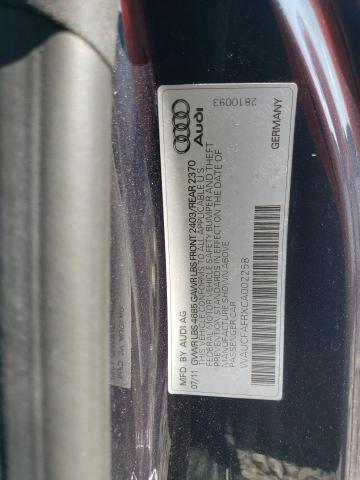 Audi
2810093
MFD. BY AUDI AG
07/11 GVWR LBS 4685 GAWR LBS FRONT 2403/REAR 2370
THIS VEHICLE CONFORMS TO ALL APPLICABLE U.S.
FEDERAL MOTOR VEHICLE SAFETY BUMPER AND THEFT
PREVENTION STANDARDS IN EFFECT ON THE DATE OF
MANUFACTURE SHOWN ABOVE
PASSENGER CAR
WAUCFAFRXCA002258
GERMANY